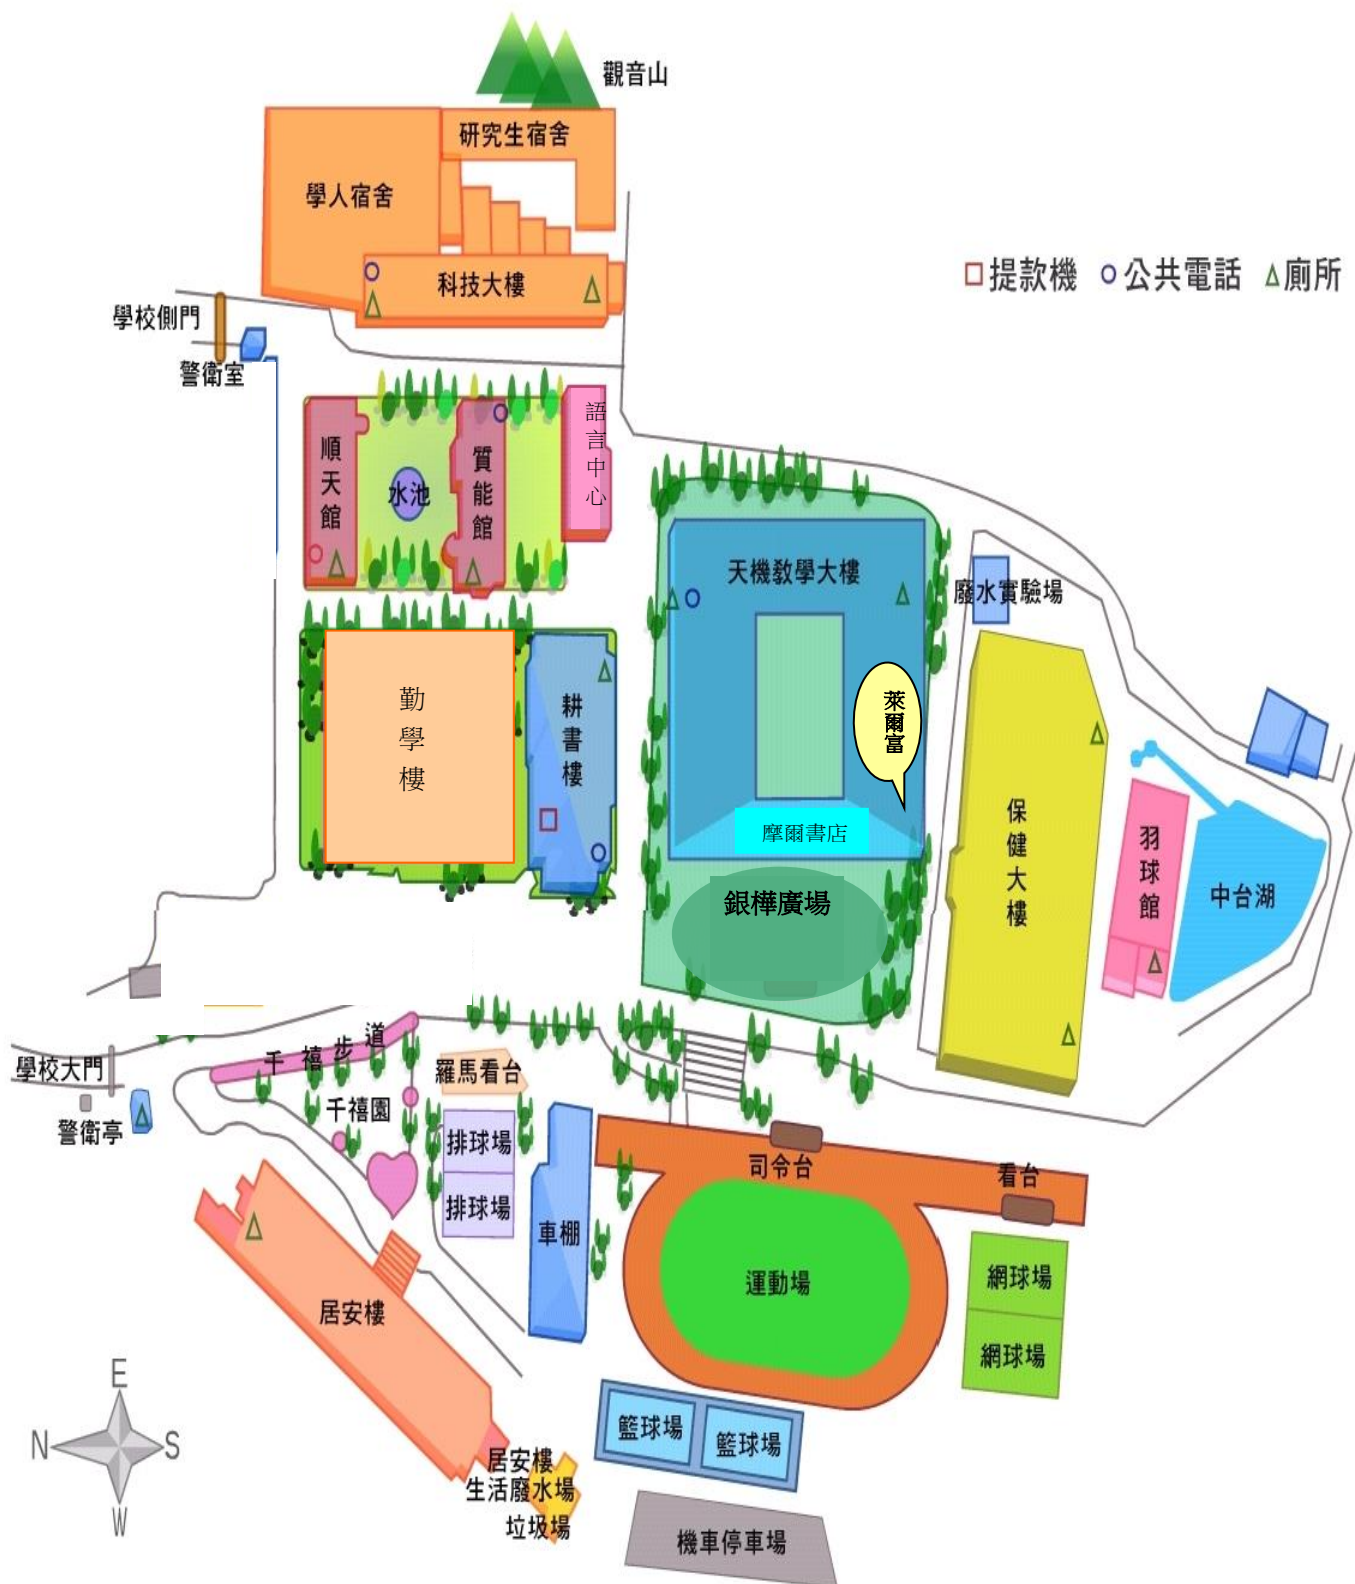 觀音山
研究生宿舍
學人宿舍
科技大樓
提款機
公共電話
廁所
學校側門
警衛室
順天館
水池
質能館
語言中心
天機教學大樓
廢水實驗場
勤學樓
耕書樓
萊爾富
摩爾書店
銀樺廣場
保健大樓
羽球館
中台湖
學校大門
警衛亭
千禧步道
羅馬看台
千禧園
排球場
排球場
車棚
司令台
看台
運動場
網球場
網球場
居安樓
籃球場
籃球場
居安樓
生活廢水場
垃圾場
機車停車場
E
N
S
W